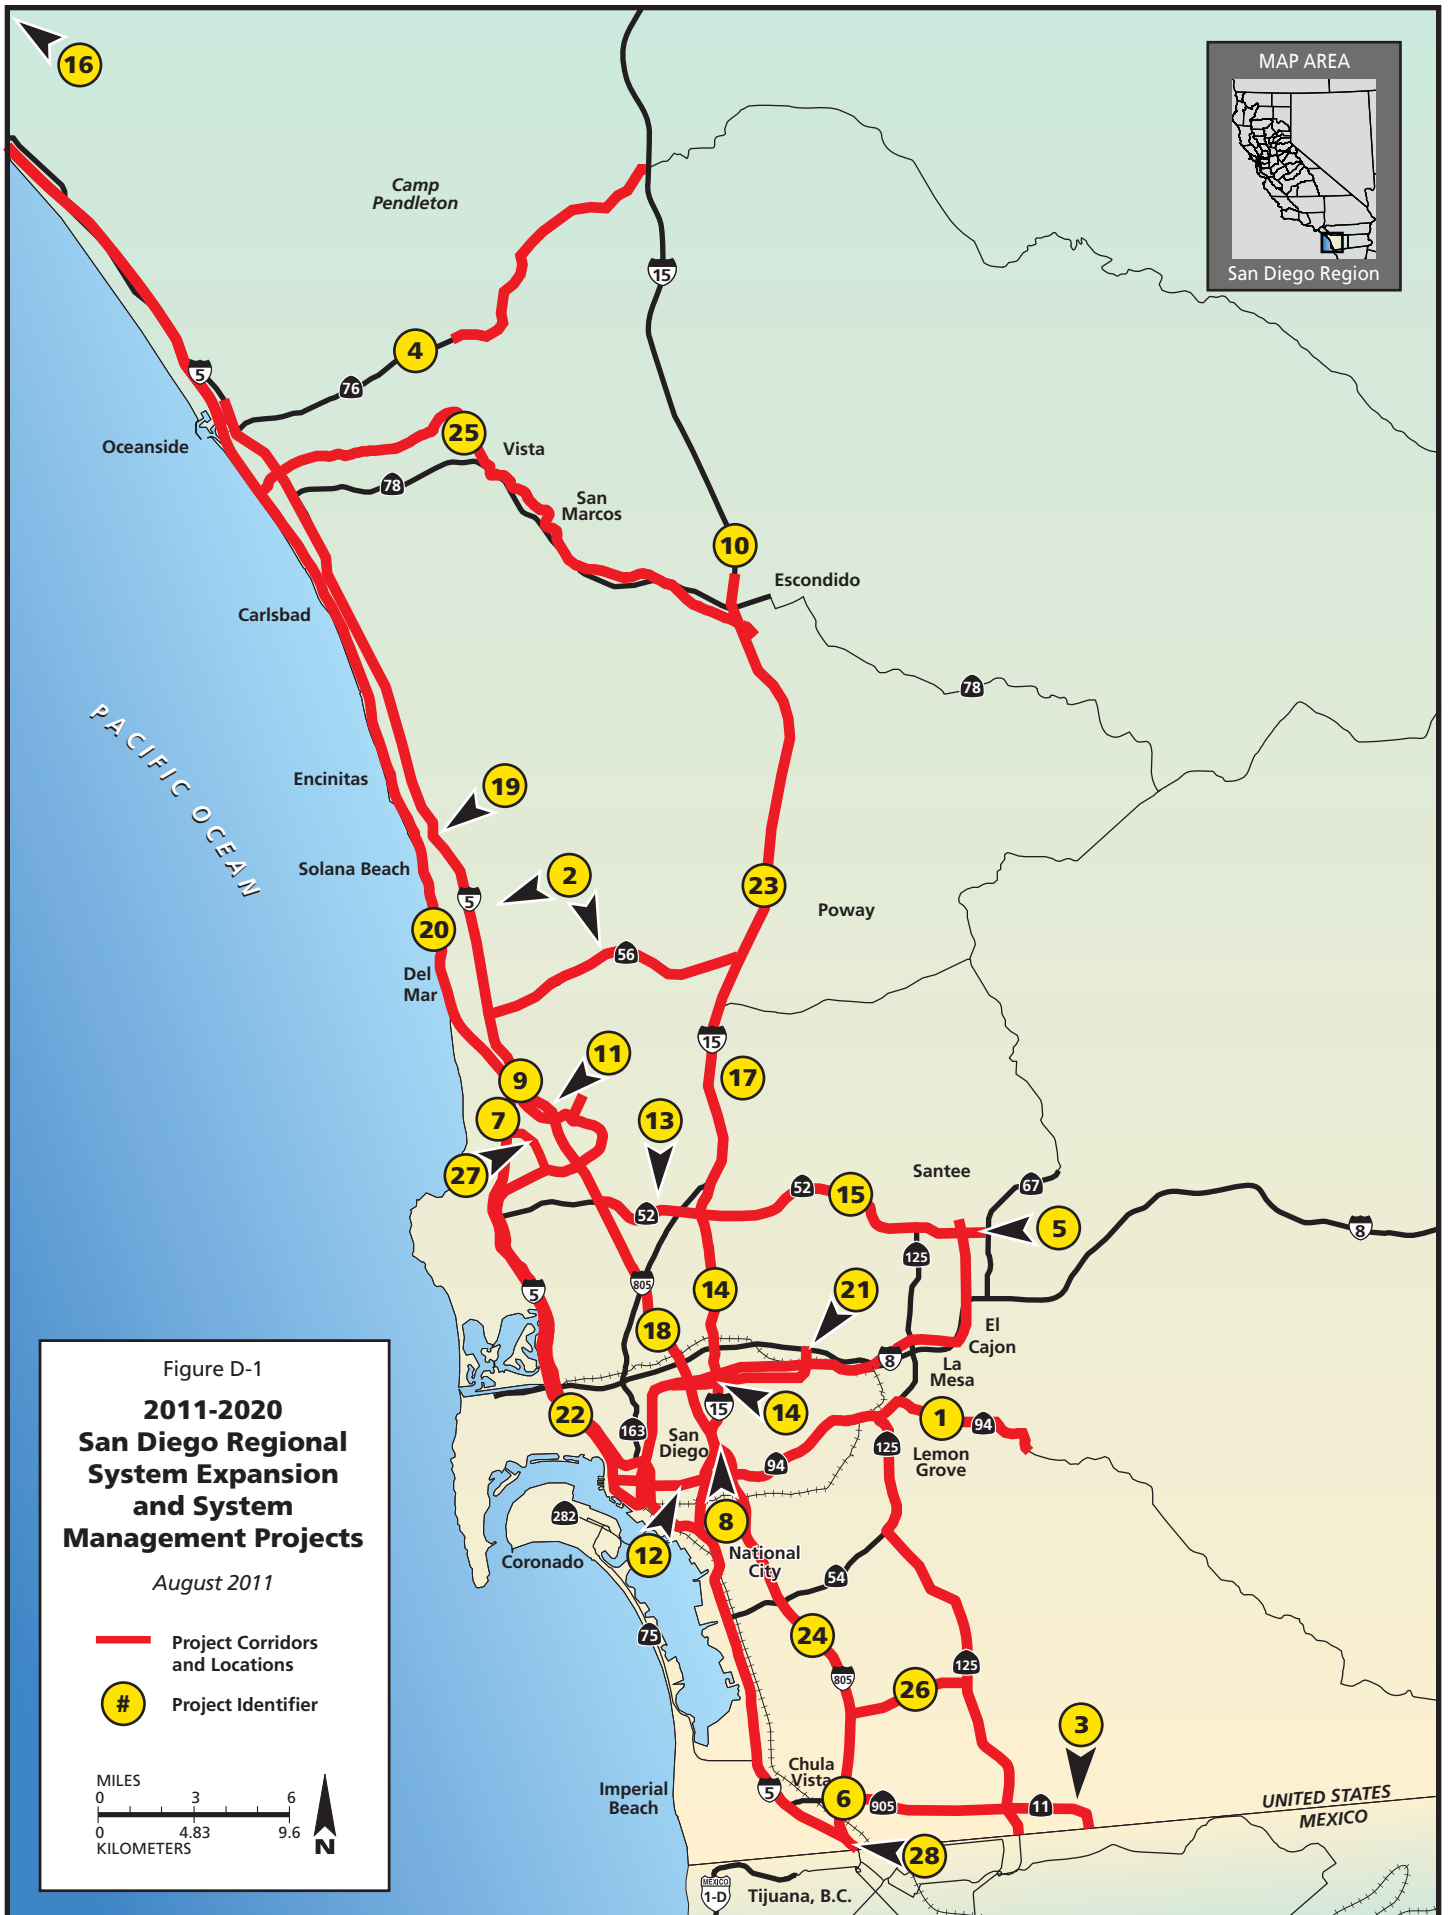 16
MAP AREA
San Diego Region
Camp
Pendleton
15
4
5
76
25
Oceanside
Vista
78
San
Marcos
10
Escondido
Carlsbad
78
PACIFIC OCEAN
Encinitas
19
Solana Beach
2
5
23
Poway
20
56
Del
Mar
15
11
9
17
7
13
27
Santee
52
15
67
52
5
8
125
805
5
14
21
18
El
Cajon
8
La
Mesa
15
14
22
163
San
Diego
1
94
125
Lemon
Grove
94
282
8
12
Coronado
National
City
54
75
24
125
805
26
3
Chula
Vista
Imperial
Beach
5
6
905
11
UNITED STATES
MEXICO
28
MEXICO
1-D
Tijuana, B.C.
Figure D-1
2011-2020
San Diego Regional
System Expansion
and System
Management Projects
August 2011
Project Corridors
and Locations
#
Project Identifier
MILES
0 3 6
0 4.83 9.6
KILOMETERS
N